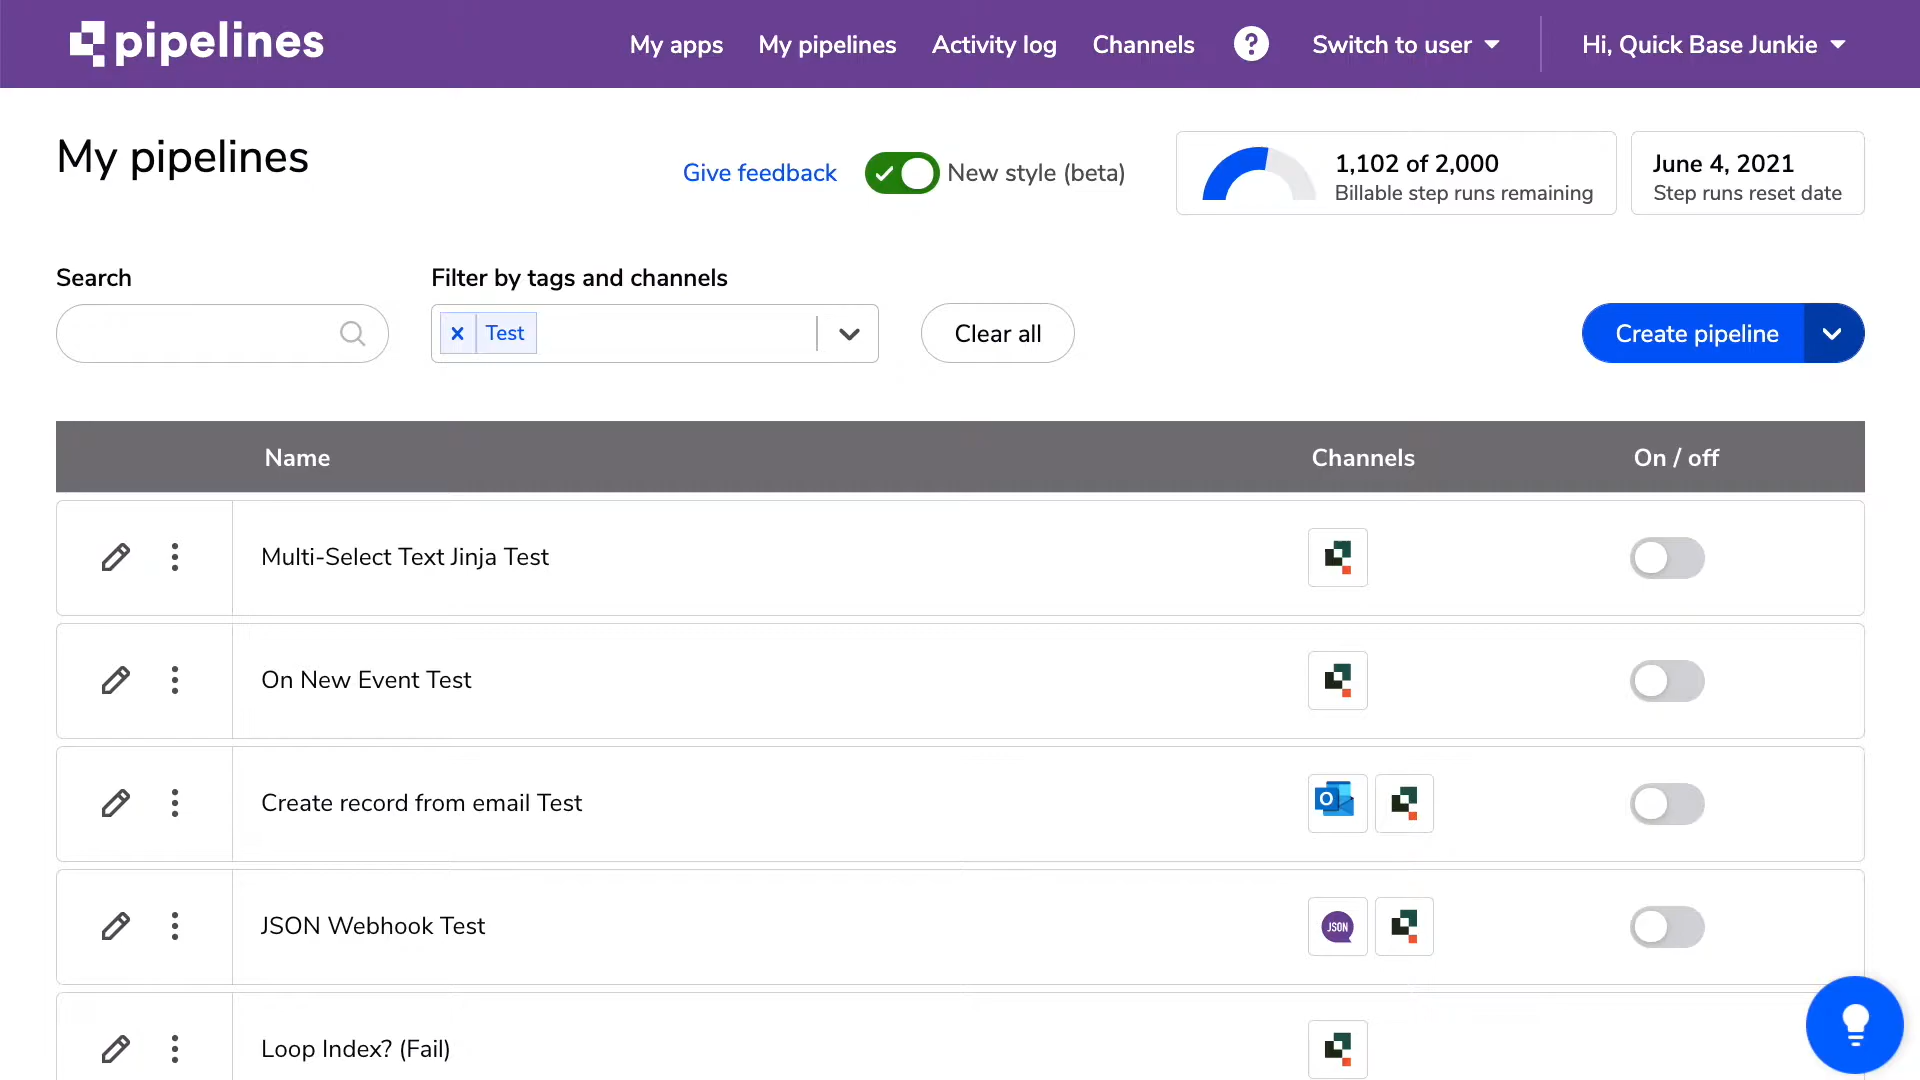 pipelines
My apps
My pipelines
Activity log
Channels
?
Switch to user
Hi, Quick Base Junkie
My pipelines
Give feedback
New style (beta)
1,102 of 2,000
Billable step runs remaining
June 4, 2021
Step runs reset date
Search
Filter by tags and channels
Test
Clear all
Create pipeline
Name
Channels
On / off
Multi-Select Text Jinja Test
On New Event Test
Create record from email Test
O
JSON Webhook Test
JSON
Loop Index? (Fail)